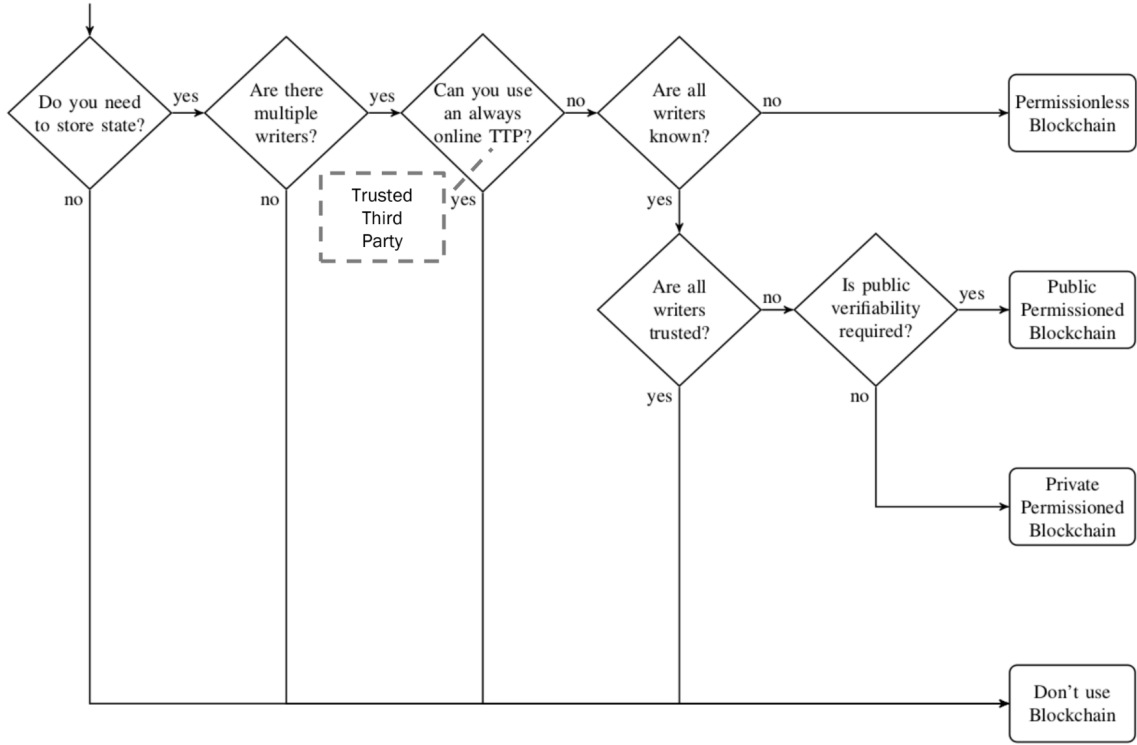 Do you need
to store state?
yes
no
Are there
multiple
writers?
yes
no
Can you use
an always
online TTP?
no
yes
Trusted
Third
Party
Are all
writers
known?
no
yes
Permissionless
Blockchain
Are all
writers
trusted?
no
yes
Is public
verifiability
required?
yes
no
Public
Permissioned
Blockchain
Private
Permissioned
Blockchain
Don't use
Blockchain